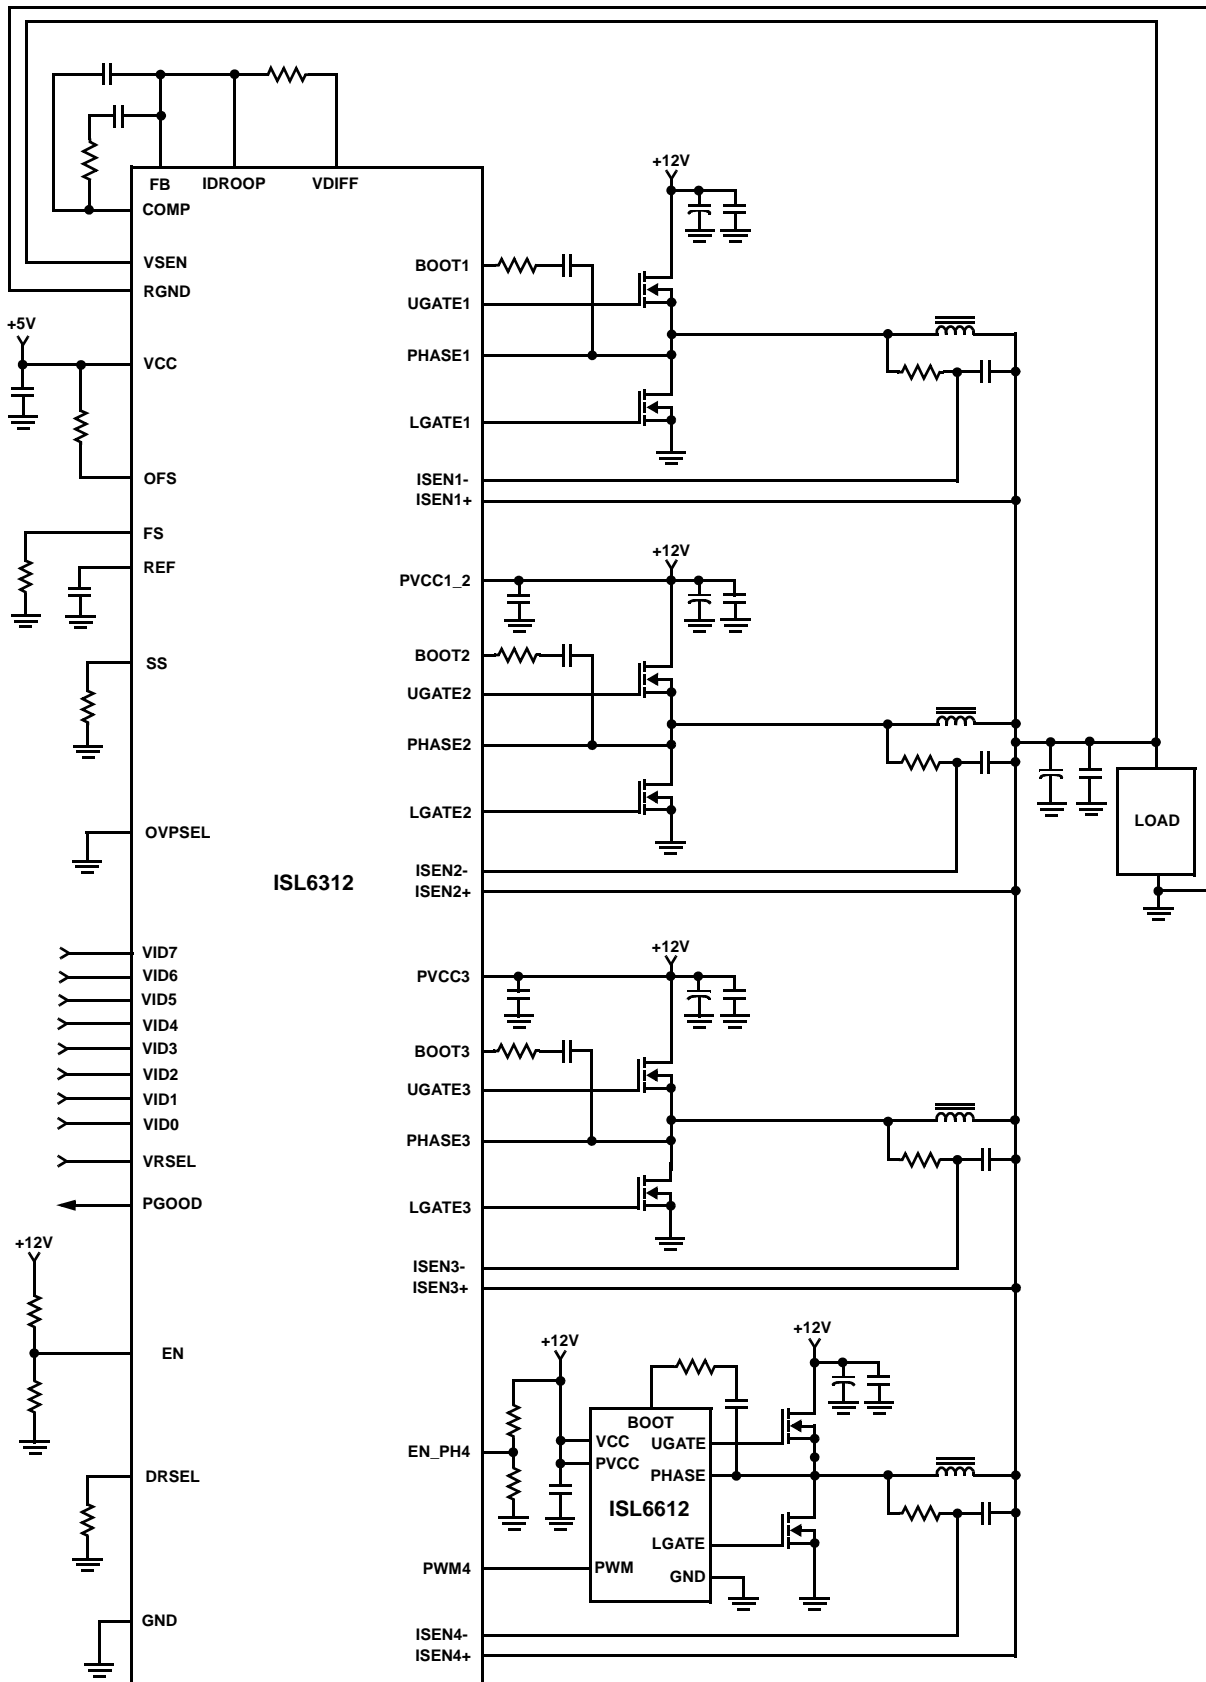 FB IDROOP VDIFF
COMP
+12V
VSEN
BOOT1
RGND
UGATE1
+5V
PHASE1
VCC
LGATE1
OFS
ISEN1-
ISEN1+
FS
+12V
REF
PVCC1_2
BOOT2
SS
UGATE2
PHASE2
LGATE2
LOAD
OVPSEL
ISEN2-
ISL6312
ISEN2+
+12V
VID7
VID6
PVCC3
VID5
VID4
VID3
BOOT3
VID2
UGATE3
VID1
VID0
PHASE3
VRSEL
PGOOD
LGATE3
+12V
ISEN3-
ISEN3+
+12V
+12V
EN
BOOT
VCC
UGATE
EN_PH4
PVCC
PHASE
DRSEL
ISL6612
LGATE
PWM4
PWM
GND
GND
ISEN4-
ISEN4+